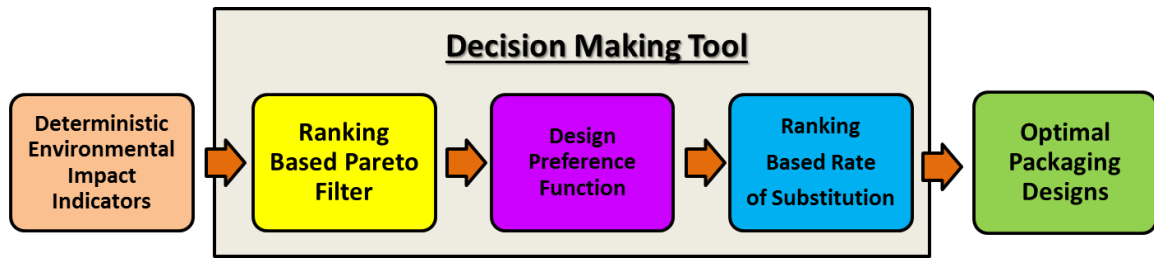 Decision Making Tool
Deterministic
Environmental
Impact
Indicators
Ranking
Based Pareto
Filter
Design
Preference
Function
Ranking
Based Rate
of Substitution
Optimal
Packaging
Designs